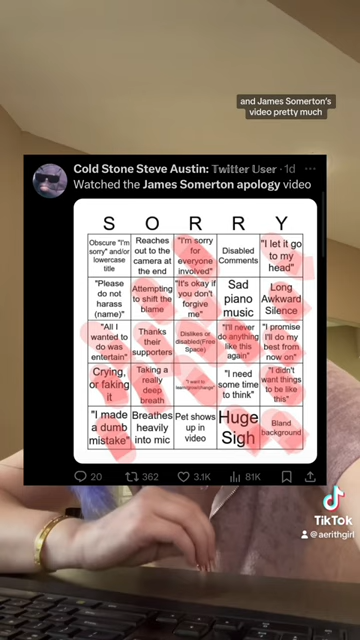 and James Somerton's
video pretty much
Cold Stone Steve Austin: Twitter User · 1d
Watched the James Somerton apology video
S O R R Y
Obscure "I'm sorry" and/or lowercase title
Reaches out to the camera at the end
"I'm sorry for everyone involved"
Disabled Comments
"I let it go to my head"
"Please do not harass (name)"
Attempting to shift the blame
"It's okay if you don't forgive me"
Sad piano music
Long Awkward Silence
"All I wanted to do was entertain"
Thanks their supporters
Dislikes or disabled(Free Space)
"I'll never do anything like this again"
"I promise I'll do my best from now on"
Crying, or faking it
Taking a really deep breath
"I want to learn/grow/change"
"I need some time to think"
"I didn't want things to be like this"
"I made a dumb mistake"
Breathes heavily into mic
Pet shows up in video
Huge Sigh
Bland background
20 362 3.1K 81K
TikTok
@aerithgirl